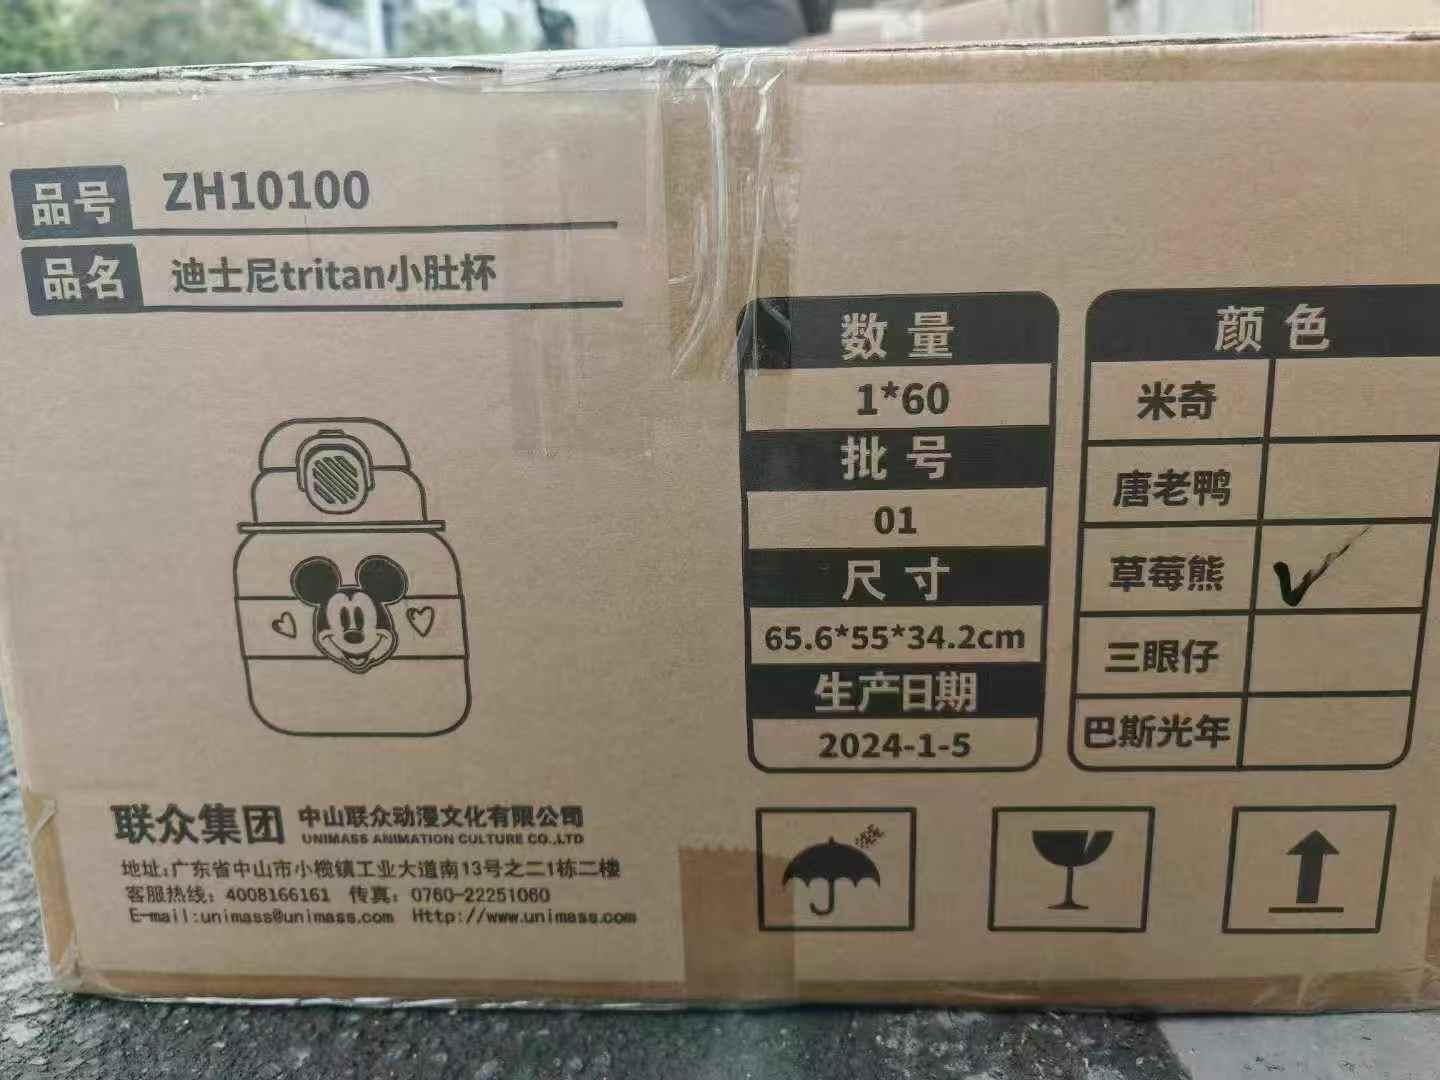 品号 ZH10100
品名 迪士尼tritan小肚杯
数量
1*60
批号
01
尺寸
65.6*55*34.2cm
生产日期
2024-1-5
颜色
米奇
唐老鸭
草莓熊
三眼仔
巴斯光年
联众集团 中山联众动漫文化有限公司
UNIMASS ANIMATION CULTURE CO.,LTD
地址:广东省中山市小榄镇工业大道南13号之二1栋二楼
客服热线: 4008166161 传真: 0760-22251060
E-mail:unimass@unimass.com Http://www.unimass.com